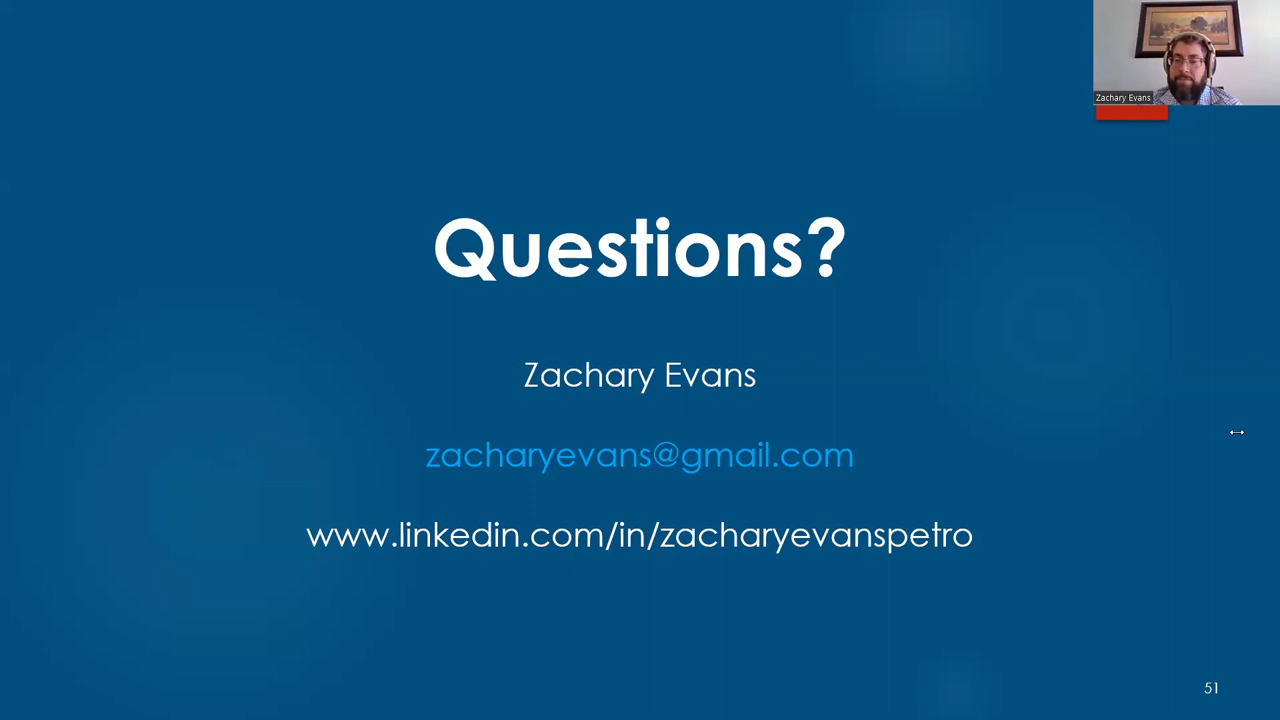 Zachary Evans
Questions?
Zachary Evans
zacharyevans@gmail.com
www.linkedin.com/in/zacharyevanspetro
51